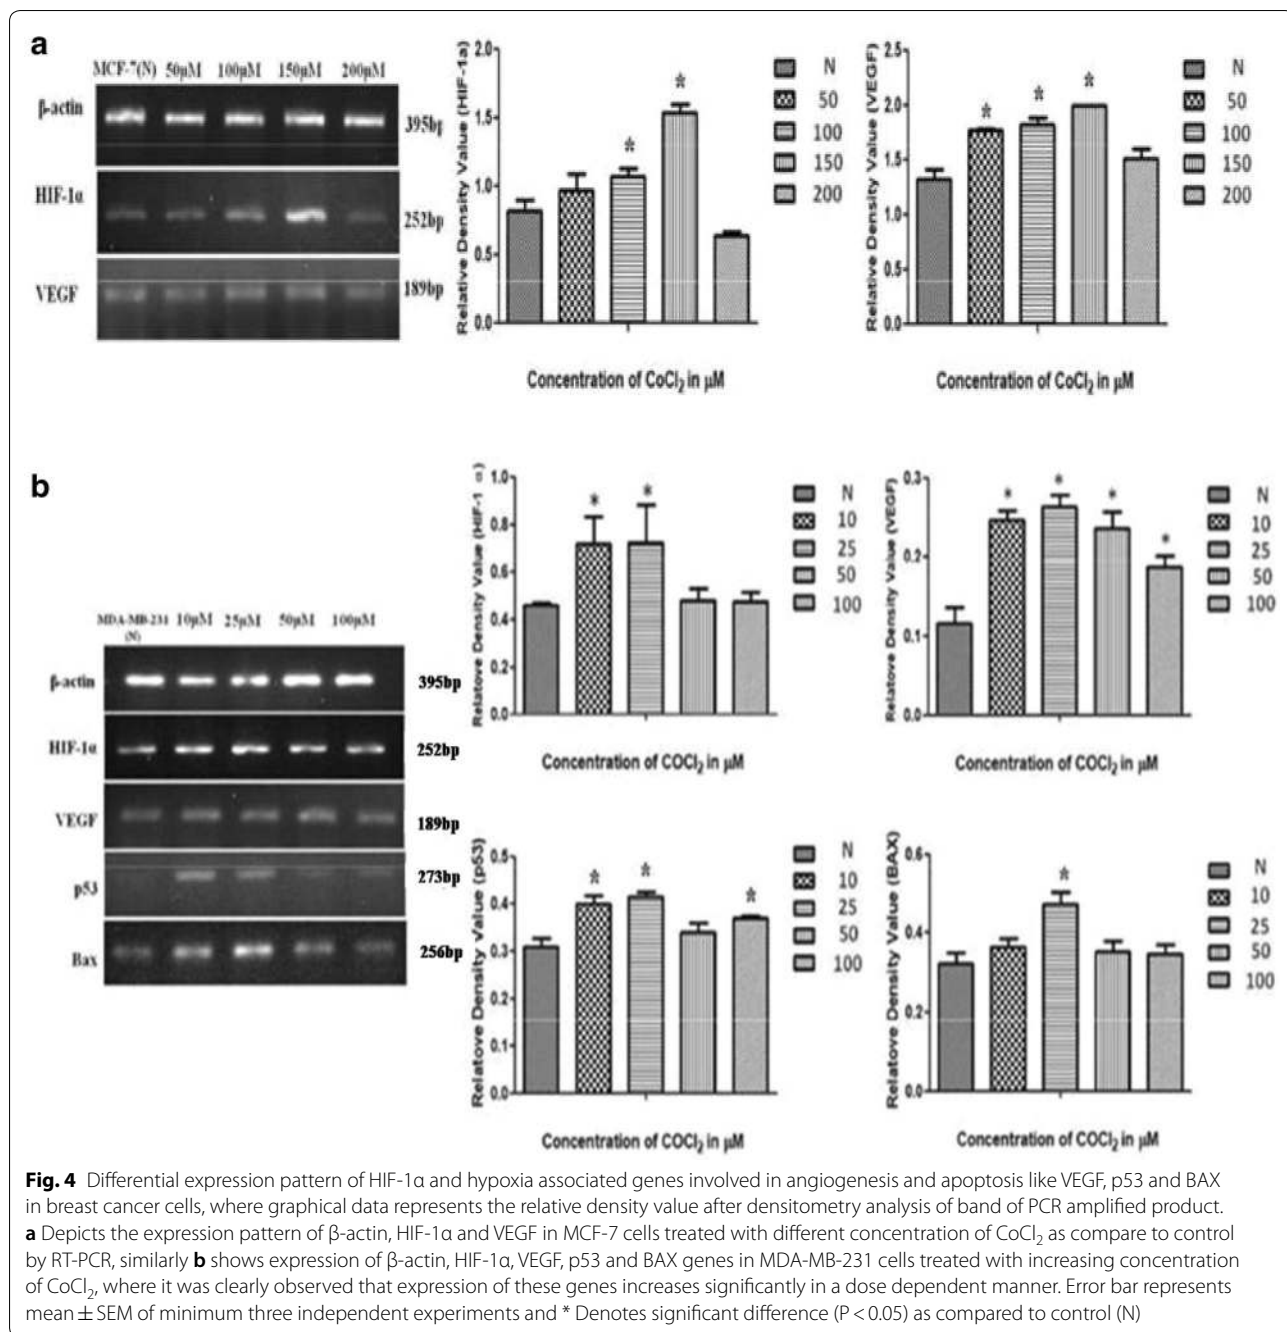 a
MCF-7(N) 50µM 100µM 150µM 200µM
β-actin
395bp
HIF-1α
252bp
VEGF
189bp
Relative Density Value (HIF-1a)
2.0
1.5
1.0
0.5
0.0
*
*
N
50
100
150
200
Concentration of CoCl₂ in µM
Relative Density Value (VEGF)
2.5
2.0
1.5
1.0
0.5
0.0
*
*
*
N
50
100
150
200
Concentration of CoCl₂ in µM
b
MDA-MB-231 10µM 25µM 50µM 100µM
(N)
β-actin
395bp
HIF-1α
252bp
VEGF
189bp
p53
273bp
Bax
256bp
Relatove Density Value (HIF-1 α)
1.0
0.8
0.6
0.4
0.2
0.0
*
*
N
10
25
50
100
Concentration of COCl₂ in µM
Relatove Density Value (VEGF)
0.3
0.2
0.1
0.0
*
*
*
*
N
10
25
50
100
Concentration of COCl₂ in µM
Relatove Density Value (p53)
0.5
0.4
0.3
0.2
0.1
0.0
*
*
*
N
10
25
50
100
Concentration of COCl₂ in µM
Relatove Density Value (BAX)
0.6
0.4
0.2
0.0
*
N
10
25
50
100
Concentration of COCl₂ in µM
Fig. 4 Differential expression pattern of HIF-1α and hypoxia associated genes involved in angiogenesis and apoptosis like VEGF, p53 and BAX
in breast cancer cells, where graphical data represents the relative density value after densitometry analysis of band of PCR amplified product.
a Depicts the expression pattern of β-actin, HIF-1α and VEGF in MCF-7 cells treated with different concentration of CoCl₂ as compare to control
by RT-PCR, similarly b shows expression of β-actin, HIF-1α, VEGF, p53 and BAX genes in MDA-MB-231 cells treated with increasing concentration
of CoCl₂, where it was clearly observed that expression of these genes increases significantly in a dose dependent manner. Error bar represents
mean ± SEM of minimum three independent experiments and * Denotes significant difference (P < 0.05) as compared to control (N)